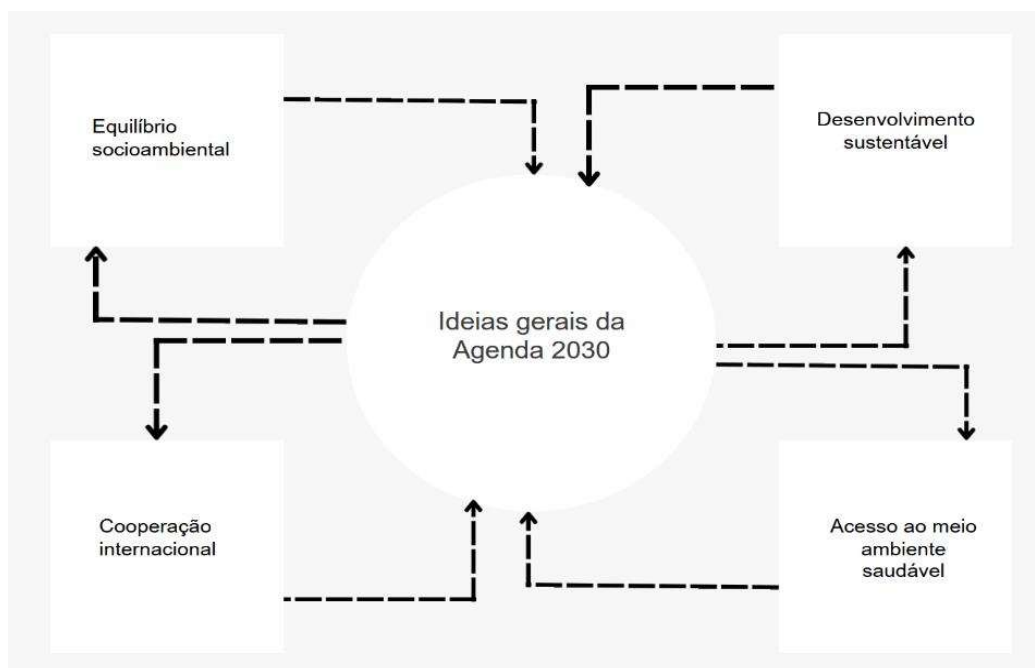 Equilíbrio
socioambiental
Desenvolvimento
sustentável
Ideias gerais da
Agenda 2030
Cooperação
internacional
Acesso ao meio
ambiente
saudável